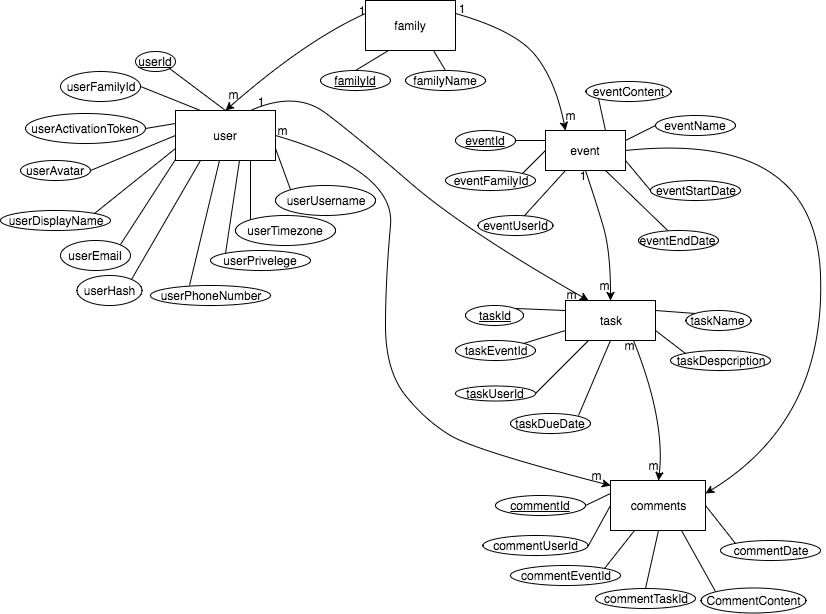 1
1
family
familyId
familyName
userId
m
1
m
userFamilyId
userActivationToken
user
userAvatar
userDisplayName
userEmail
userHash
userPhoneNumber
userPrivelege
userTimezone
userUsername
m
eventContent
eventId
eventName
event
eventFamilyId
eventStartDate
eventUserId
eventEndDate
1
m
m
taskId
task
taskName
taskEventId
taskDespcription
m
taskUserId
taskDueDate
m
m
commentId
comments
commentUserId
commentDate
commentEventId
commentTaskId
CommentContent